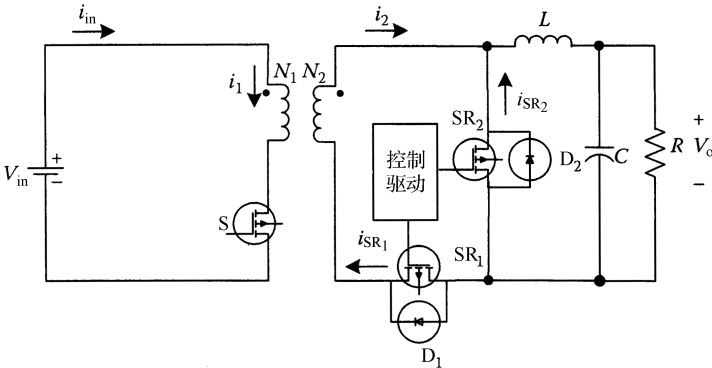 i_in
i_2
L
i_1
N_1 N_2
i_SR_2
SR_2
V_in
+
−
控制
驱动
D_2
C
R
+
V_o
−
S
i_SR_1
SR_1
D_1